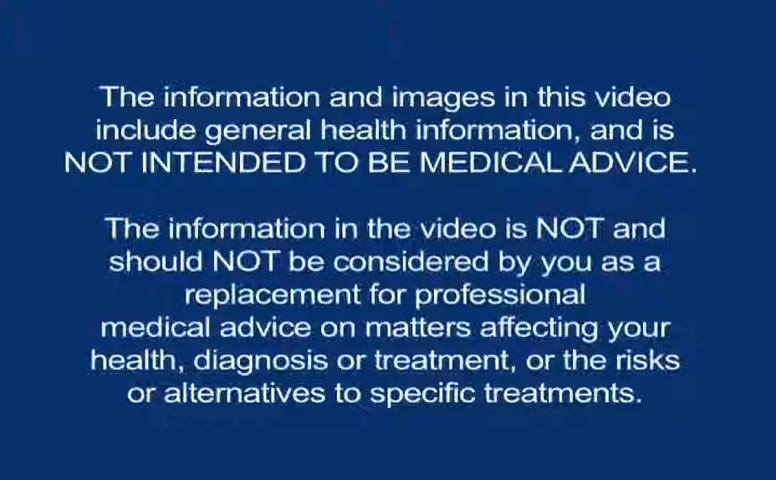 The information and images in this video
include general health information, and is
NOT INTENDED TO BE MEDICAL ADVICE.
The information in the video is NOT and
should NOT be considered by you as a
replacement for professional
medical advice on matters affecting your
health, diagnosis or treatment, or the risks
or alternatives to specific treatments.